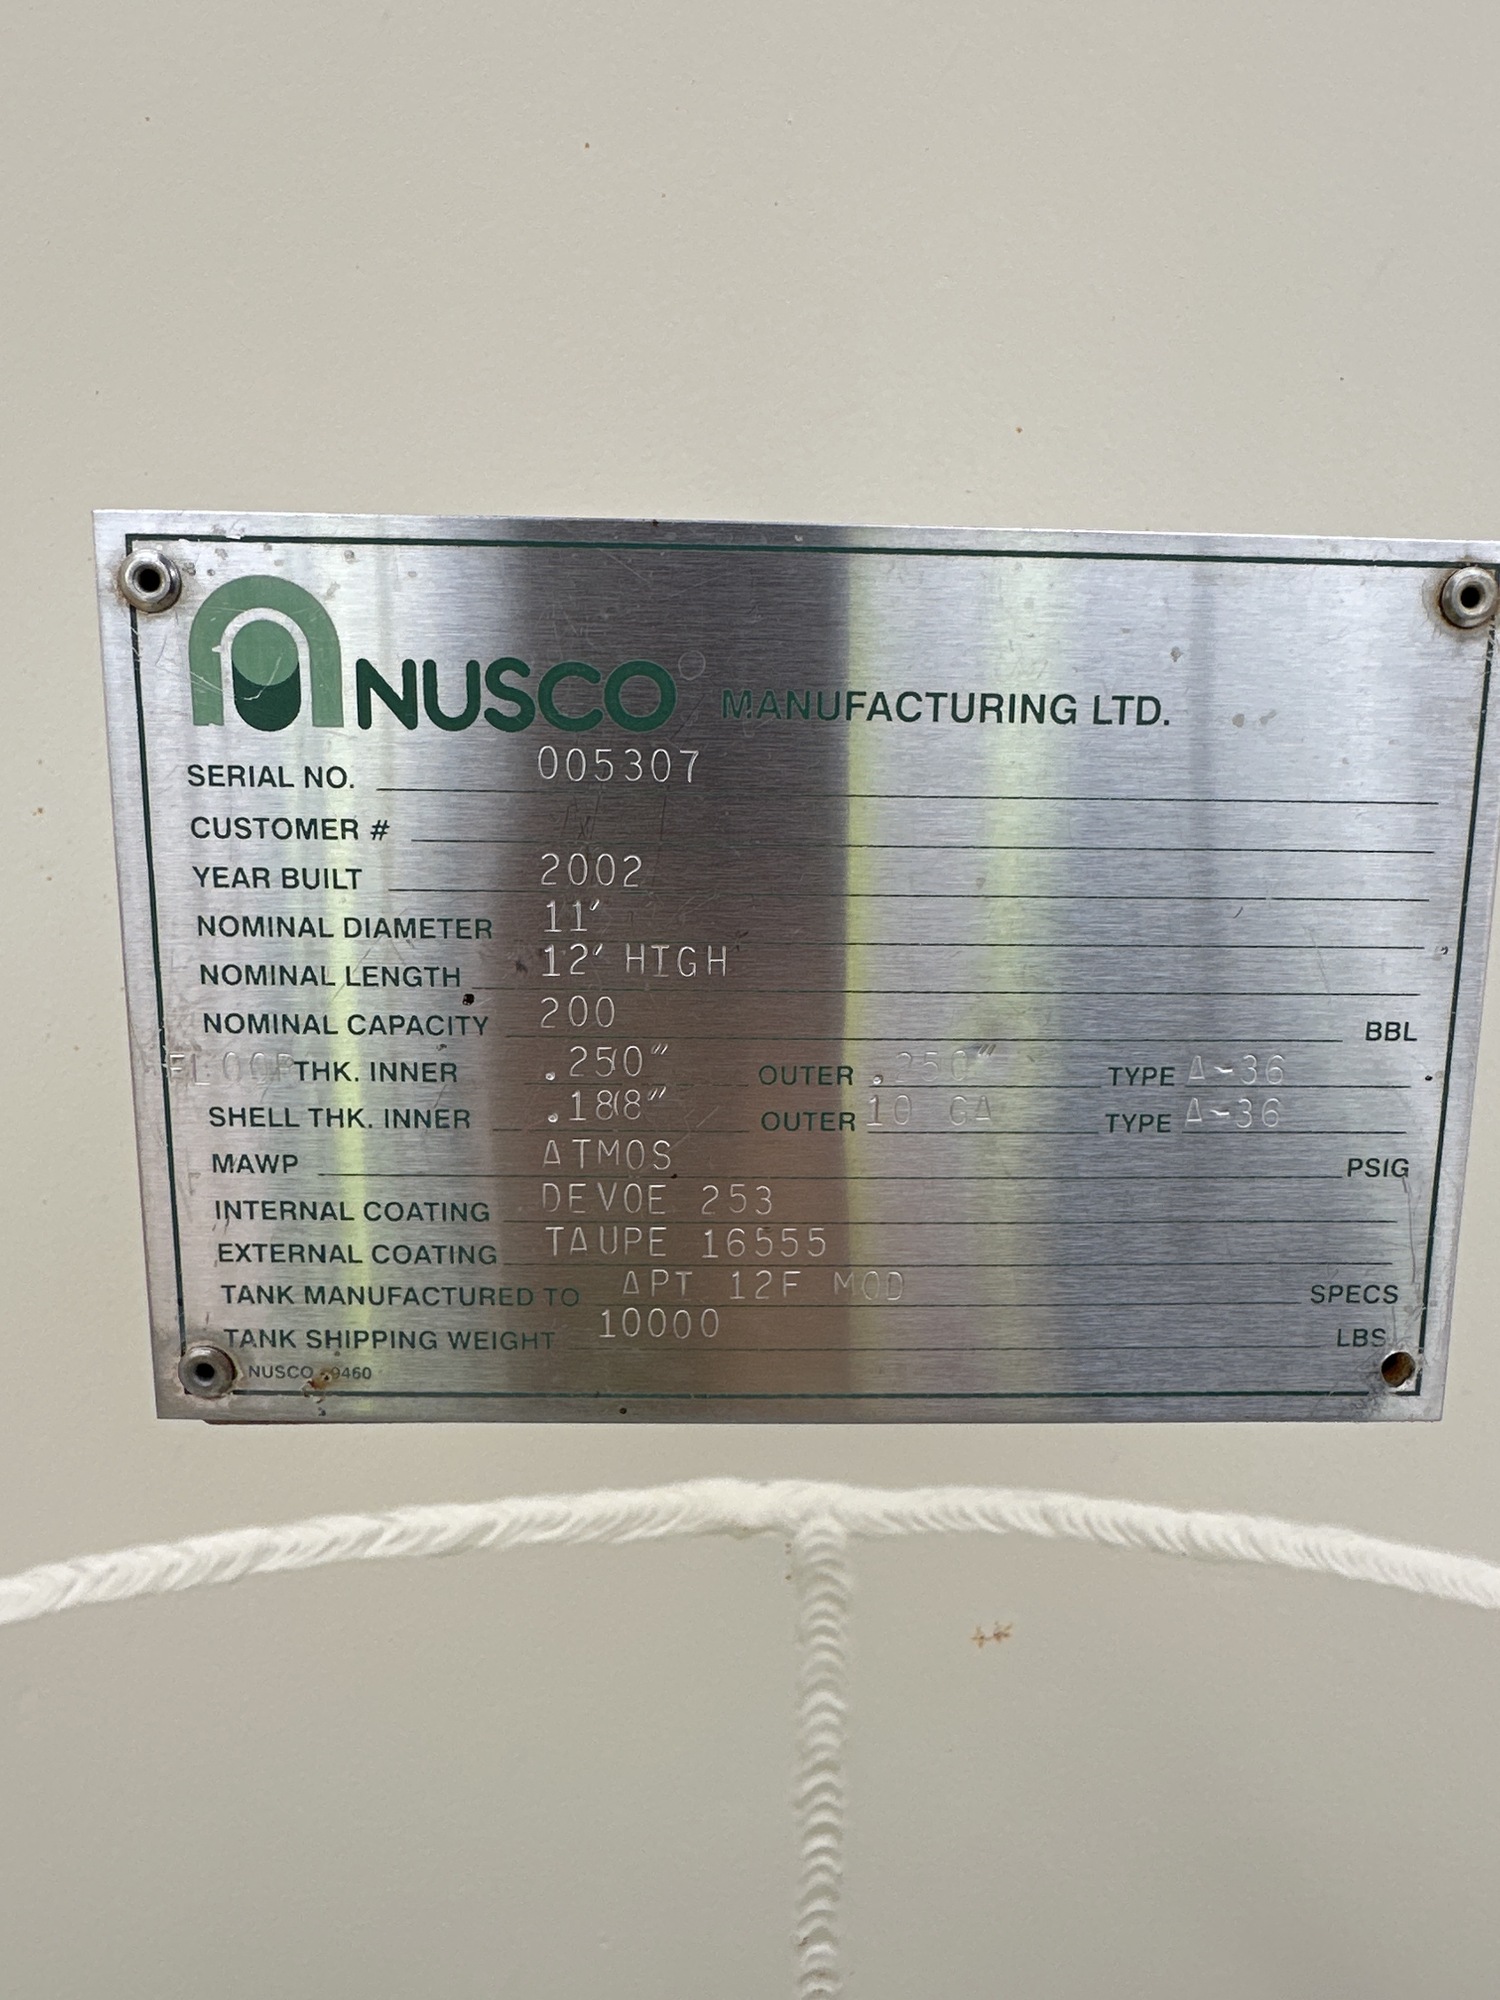 NUSCO MANUFACTURING LTD.
SERIAL NO. 005307
CUSTOMER #
YEAR BUILT 2002
NOMINAL DIAMETER 11'
NOMINAL LENGTH 12' HIGH
NOMINAL CAPACITY 200 BBL
FLOOR THK. INNER .250" OUTER .250" TYPE A-36
SHELL THK. INNER .188" OUTER 10 GA TYPE A-36
MAWP ATMOS PSIG
INTERNAL COATING DEVOE 253
EXTERNAL COATING TAUPE 16555
TANK MANUFACTURED TO APT 12F MOD SPECS
TANK SHIPPING WEIGHT 10000 LBS.
NUSCO 9460